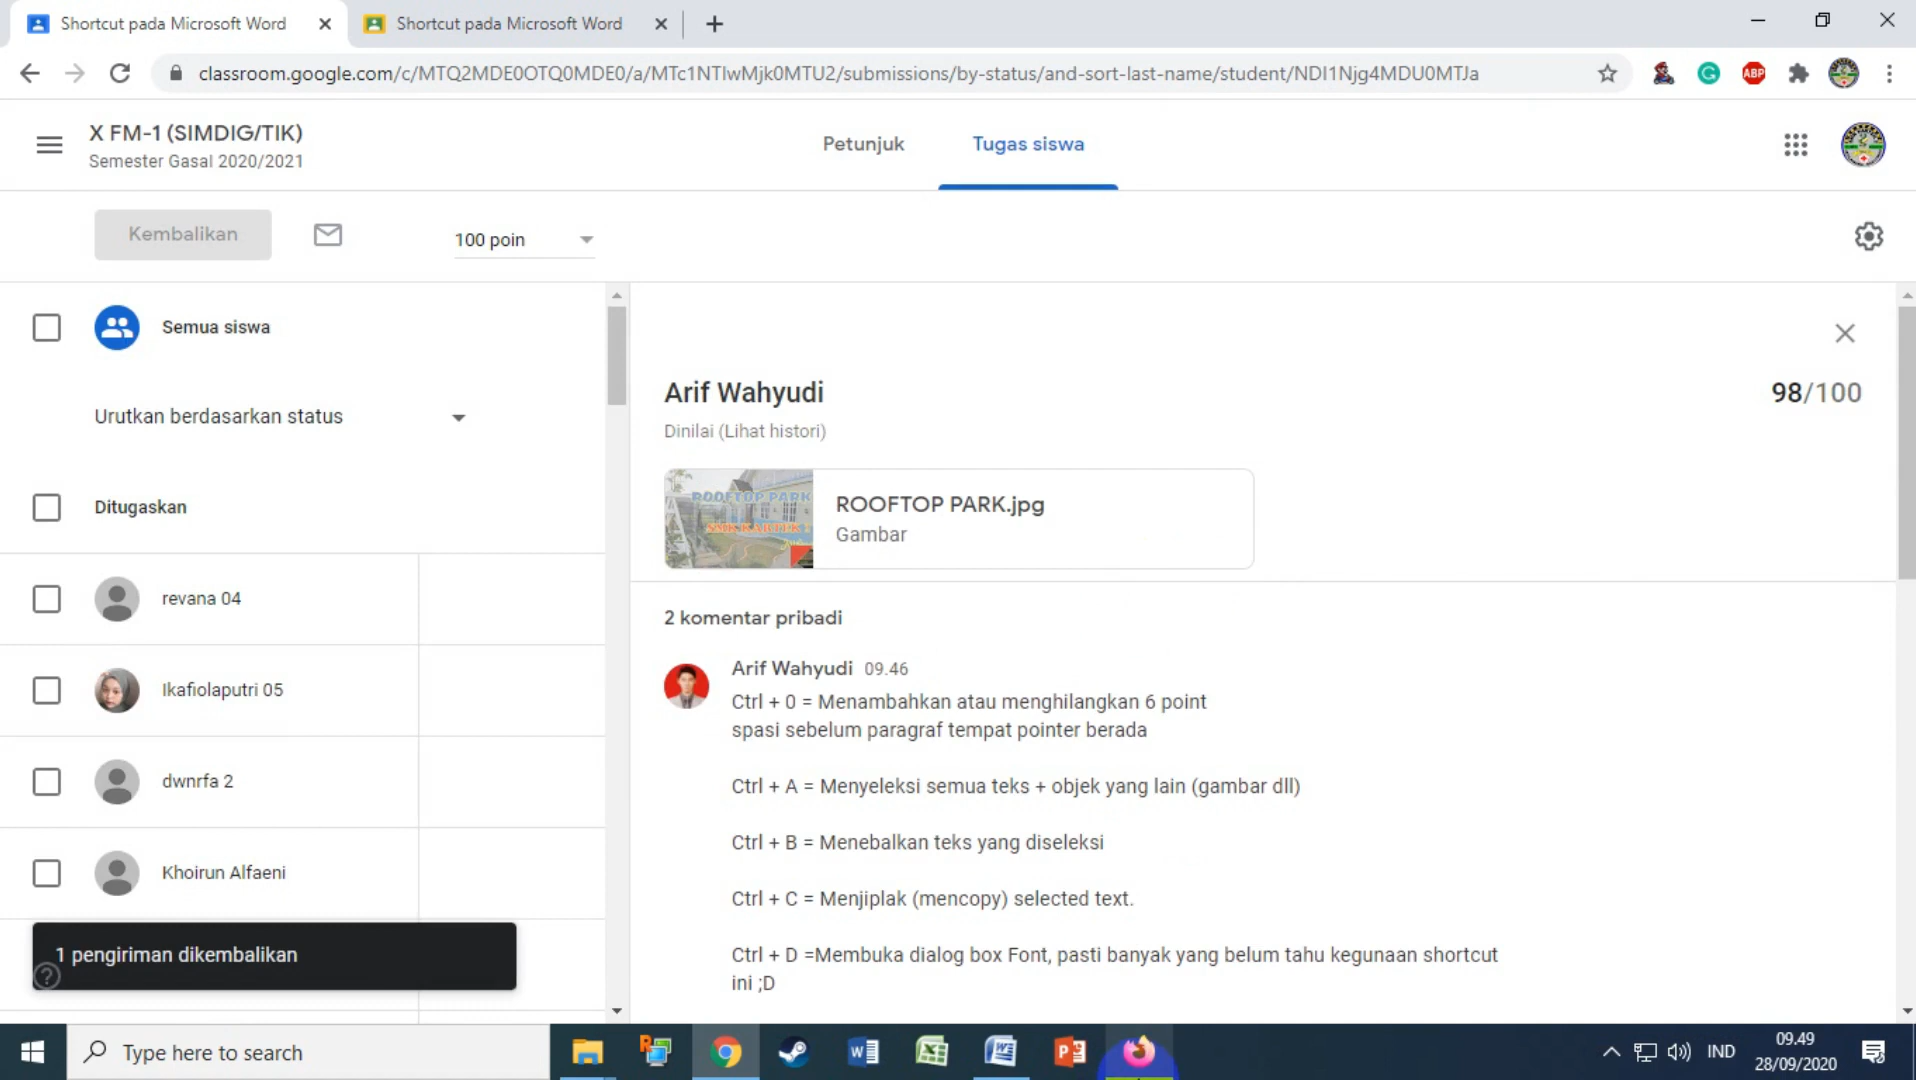 Shortcut pada Microsoft Word
Shortcut pada Microsoft Word
classroom.google.com/c/MTQ2MDE0OTQ0MDE0/a/MTc1NTIwMjk0MTU2/submissions/by-status/and-sort-last-name/student/NDI1Njg4MDU0MTJa
ABP
X FM-1 (SIMDIG/TIK)
Semester Gasal 2020/2021
Petunjuk
Tugas siswa
Kembalikan
100 poin
Semua siswa
Urutkan berdasarkan status
Ditugaskan
revana 04
Ikafiolaputri 05
dwnrfa 2
Khoirun Alfaeni
1 pengiriman dikembalikan
Arif Wahyudi
98/100
Dinilai (Lihat histori)
ROOFTOP PARK
SMK KARTEK
ROOFTOP PARK.jpg
Gambar
2 komentar pribadi
Arif Wahyudi 09.46
Ctrl + 0 = Menambahkan atau menghilangkan 6 point
spasi sebelum paragraf tempat pointer berada
Ctrl + A = Menyeleksi semua teks + objek yang lain (gambar dll)
Ctrl + B = Menebalkan teks yang diseleksi
Ctrl + C = Menjiplak (mencopy) selected text.
Ctrl + D =Membuka dialog box Font, pasti banyak yang belum tahu kegunaan shortcut
ini ;D
Type here to search
IND
09.49
28/09/2020